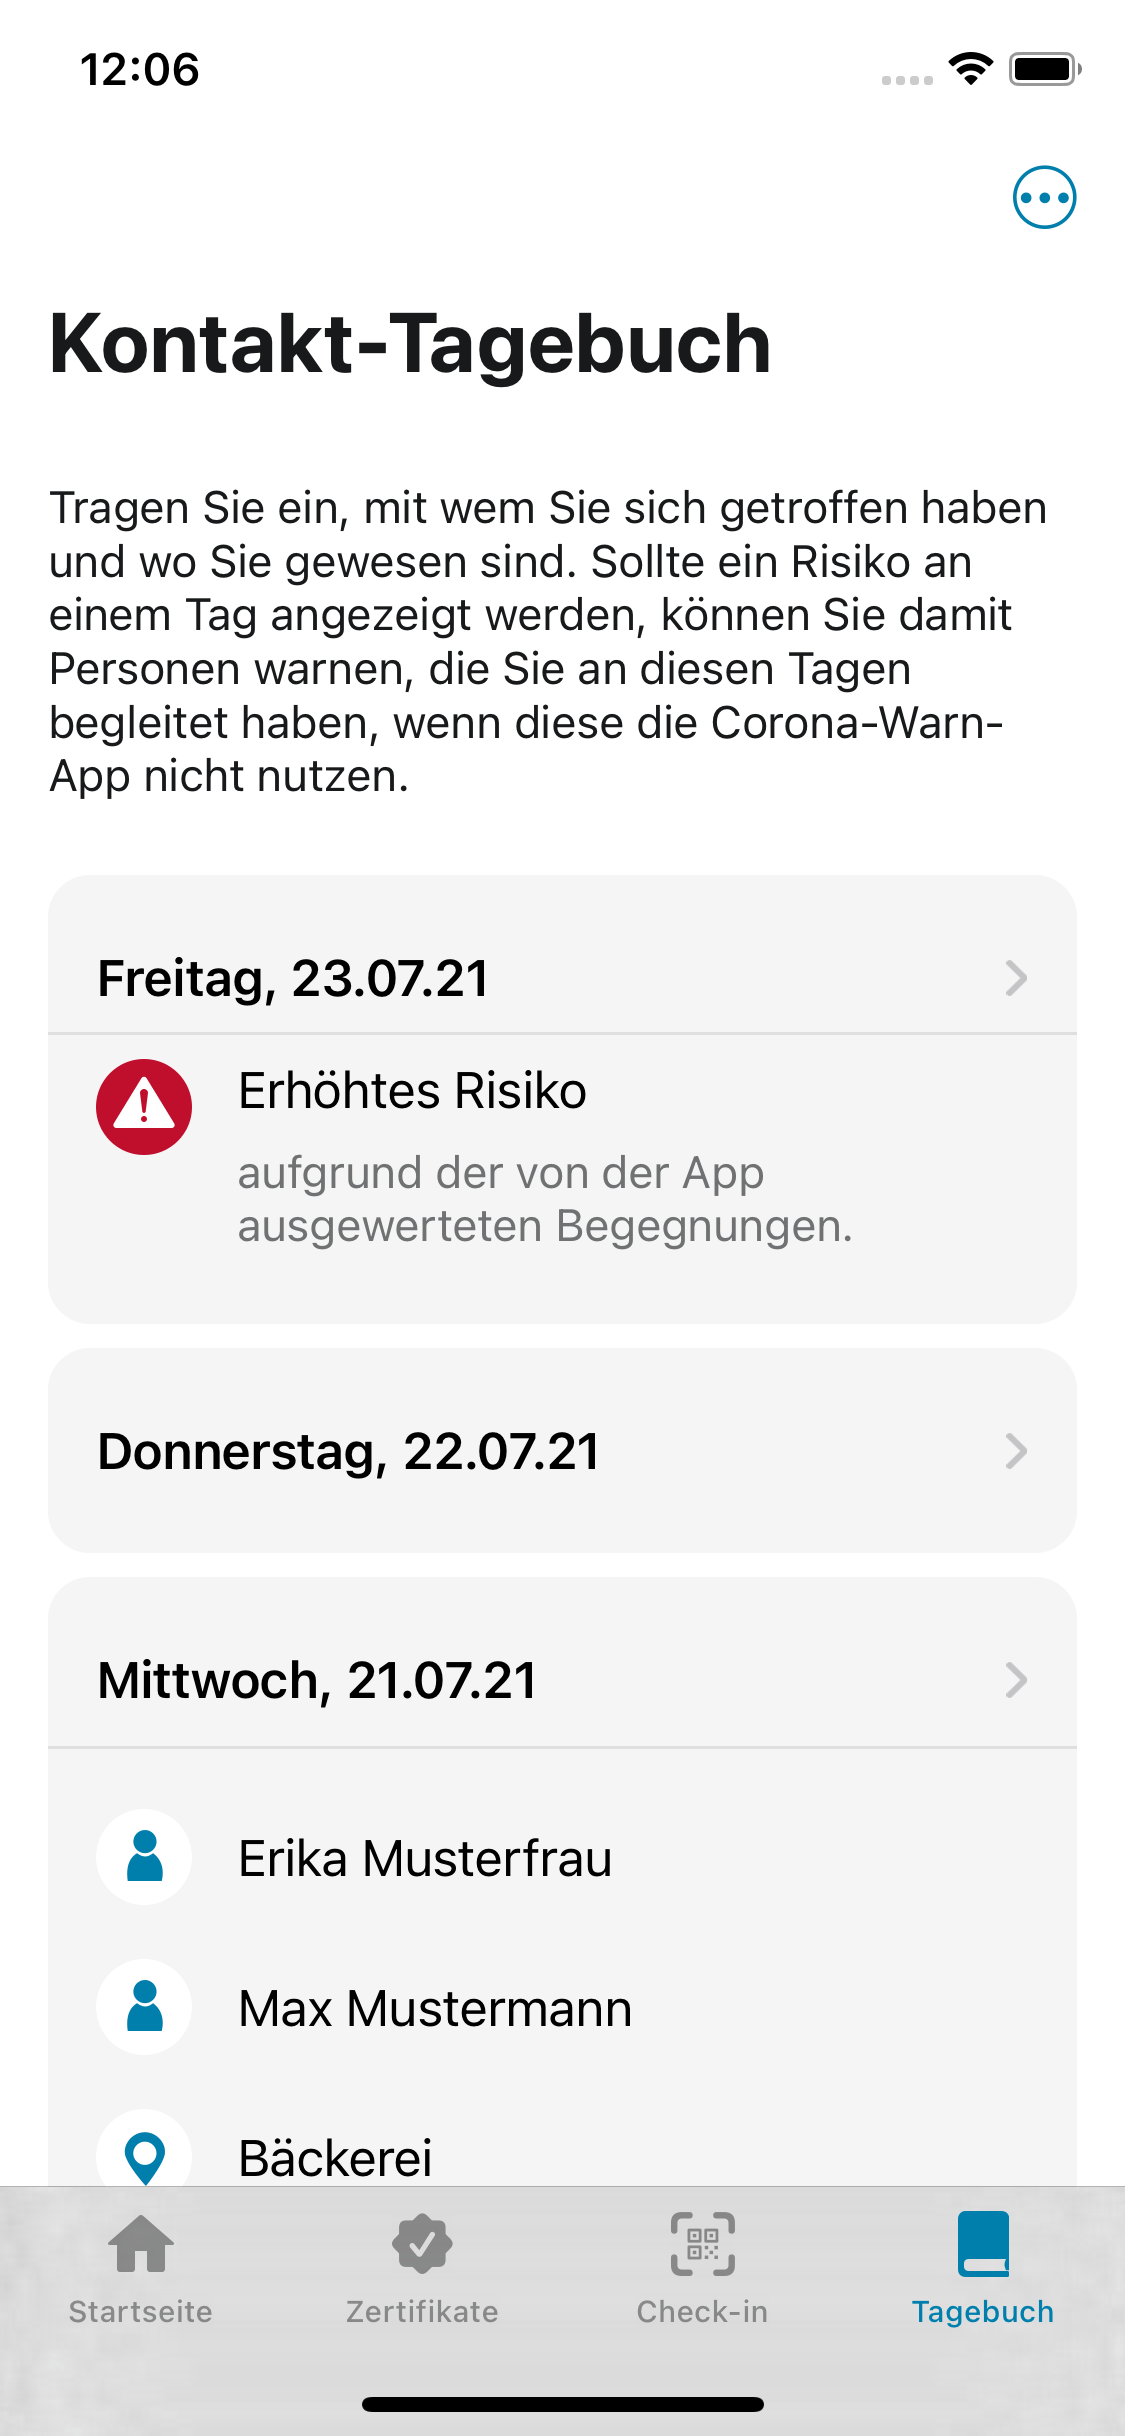 12:06
Kontakt-Tagebuch
Tragen Sie ein, mit wem Sie sich getroffen haben
und wo Sie gewesen sind. Sollte ein Risiko an
einem Tag angezeigt werden, können Sie damit
Personen warnen, die Sie an diesen Tagen
begleitet haben, wenn diese die Corona-Warn-
App nicht nutzen.
Freitag, 23.07.21
Erhöhtes Risiko
aufgrund der von der App
ausgewerteten Begegnungen.
Donnerstag, 22.07.21
Mittwoch, 21.07.21
Erika Musterfrau
Max Mustermann
Bäckerei
Startseite
Zertifikate
Check-in
Tagebuch